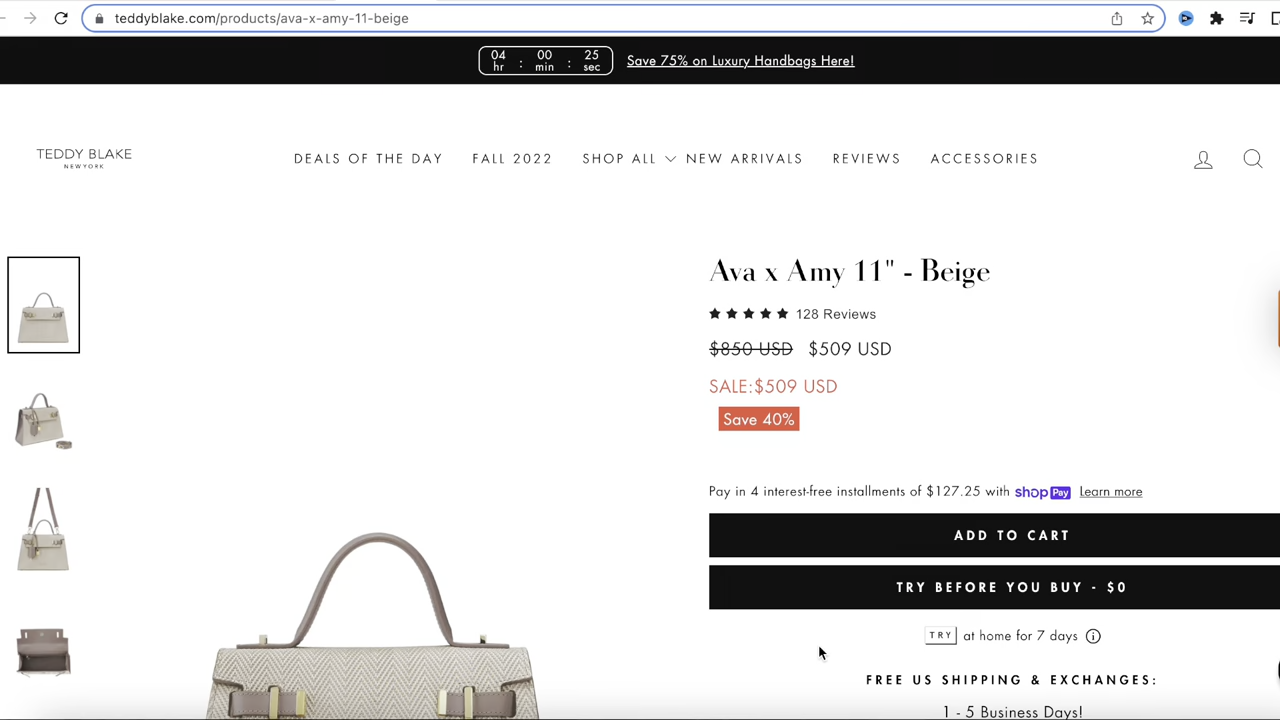 teddyblake.com/products/ava-x-amy-11-beige
04 hr : 00 min : 25 sec
Save 75% on Luxury Handbags Here!
TEDDY BLAKE
NEW YORK
DEALS OF THE DAY FALL 2022 SHOP ALL NEW ARRIVALS REVIEWS ACCESSORIES
Ava x Amy 11" - Beige
128 Reviews
$850 USD $509 USD
SALE:$509 USD
Save 40%
Pay in 4 interest-free installments of $127.25 with shop Pay Learn more
ADD TO CART
TRY BEFORE YOU BUY - $0
TRY at home for 7 days
FREE US SHIPPING & EXCHANGES:
1 - 5 Business Days!